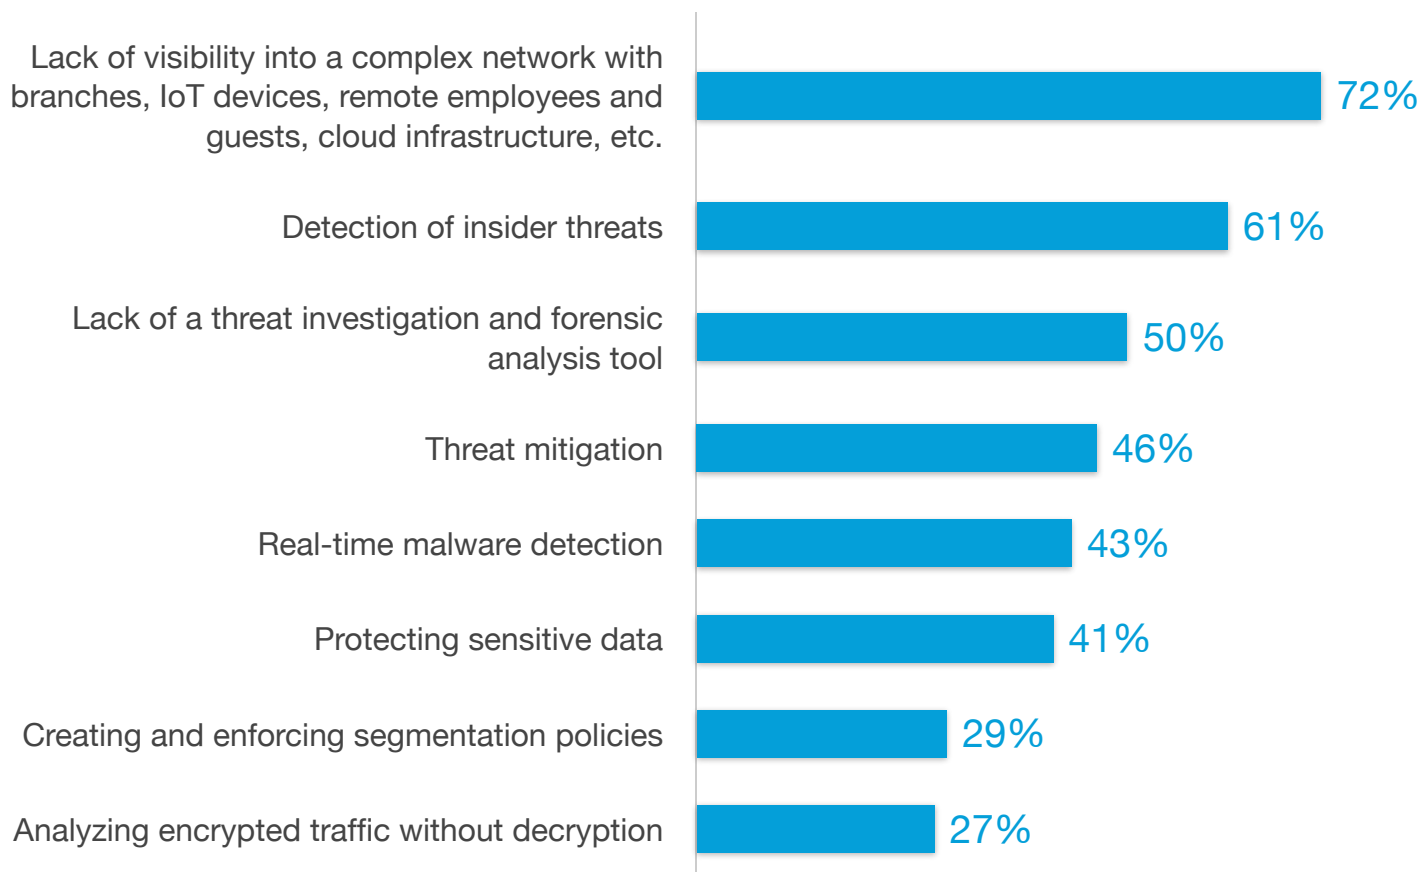 Lack of visibility into a complex network with
branches, IoT devices, remote employees and
guests, cloud infrastructure, etc.
72%
Detection of insider threats
61%
Lack of a threat investigation and forensic
analysis tool
50%
Threat mitigation
46%
Real-time malware detection
43%
Protecting sensitive data
41%
Creating and enforcing segmentation policies
29%
Analyzing encrypted traffic without decryption
27%